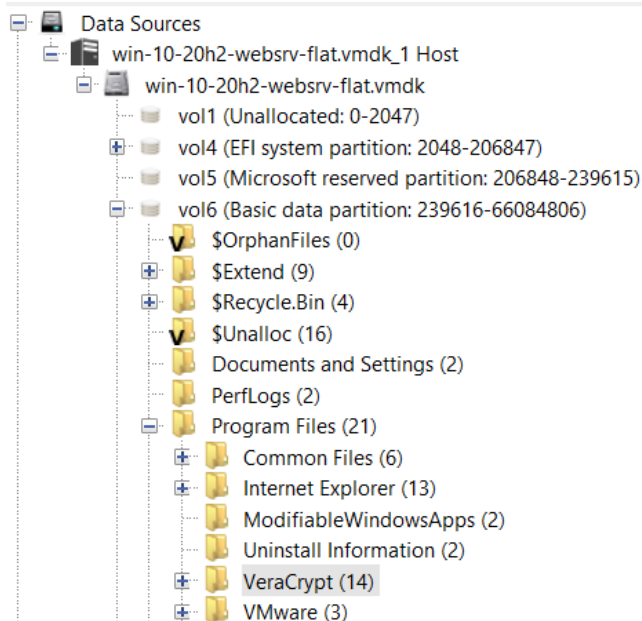 Data Sources
win-10-20h2-websrv-flat.vmdk_1 Host
win-10-20h2-websrv-flat.vmdk
vol1 (Unallocated: 0-2047)
vol4 (EFI system partition: 2048-206847)
vol5 (Microsoft reserved partition: 206848-239615)
vol6 (Basic data partition: 239616-66084806)
V $OrphanFiles (0)
$Extend (9)
$Recycle.Bin (4)
V $Unalloc (16)
Documents and Settings (2)
PerfLogs (2)
Program Files (21)
Common Files (6)
Internet Explorer (13)
ModifiableWindowsApps (2)
Uninstall Information (2)
VeraCrypt (14)
VMware (3)